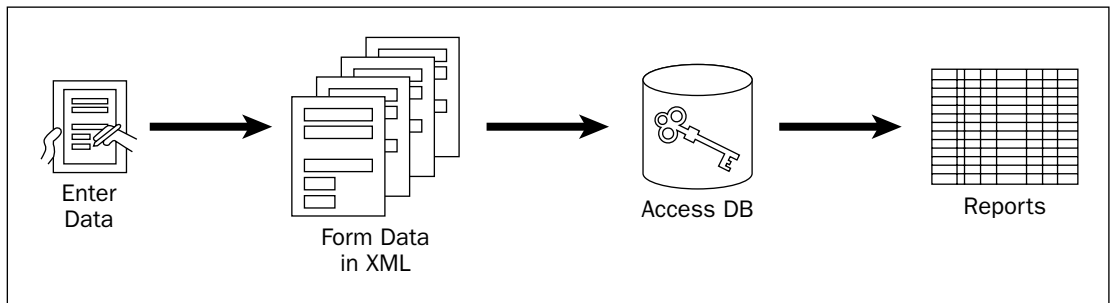 Enter
Data
Form Data
in XML
Access DB
Reports